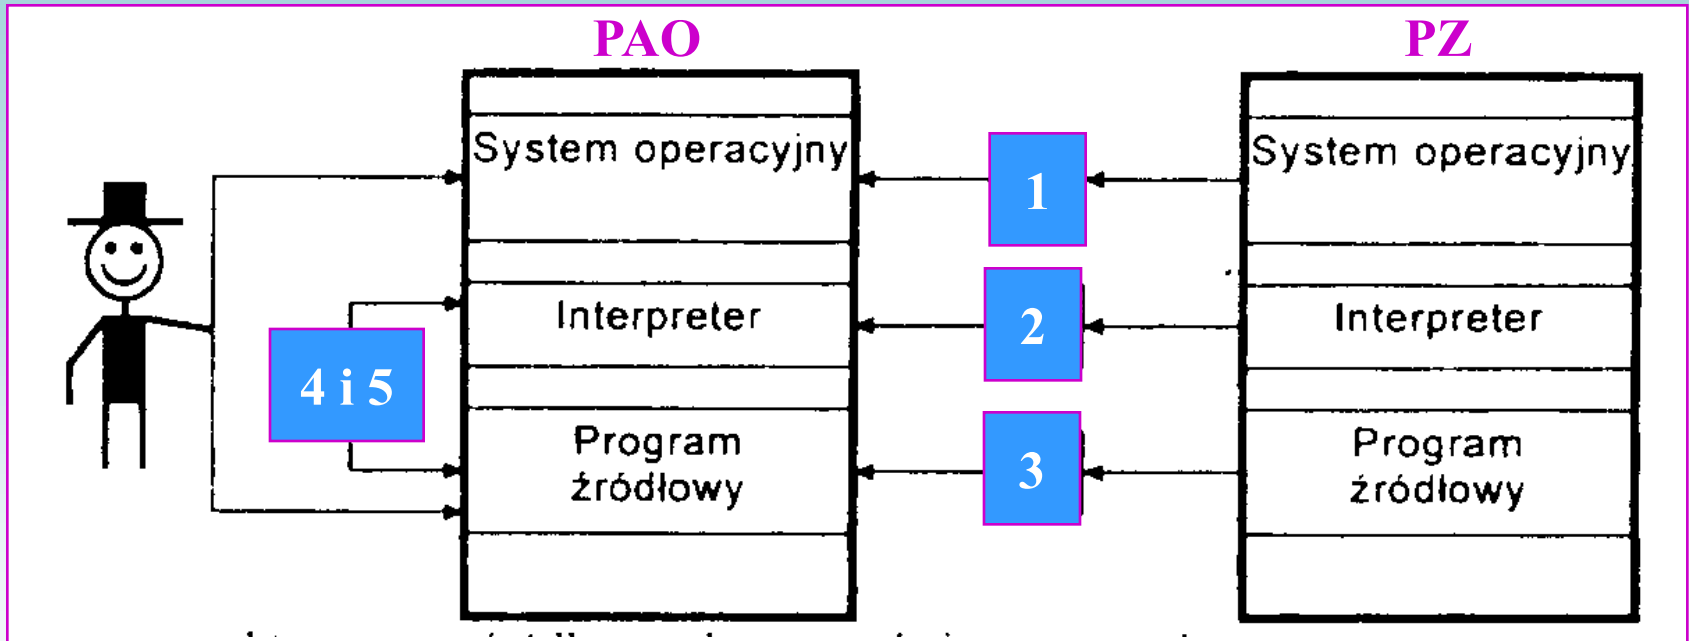 PAO
PZ
System operacyjny
1
System operacyjny
Interpreter
2
Interpreter
4 i 5
Program
źródłowy
3
Program
źródłowy